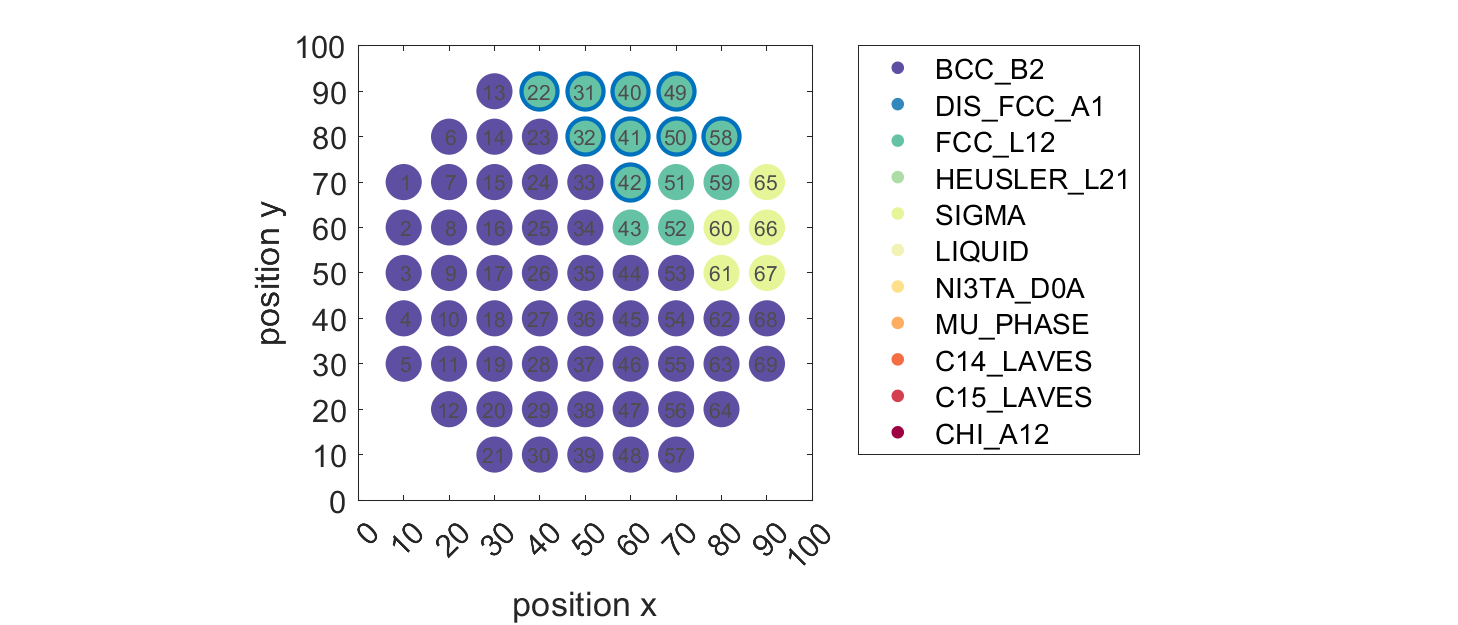 100
90
80
70
60
50
40
30
20
10
0
position y
13 22 31 40 49
6 14 23 32 41 50 58
1 7 15 24 33 42 51 59 65
2 8 16 25 34 43 52 60 66
3 9 17 26 35 44 53 61 67
4 10 18 27 36 45 54 62 68
5 11 19 28 37 46 55 63 69
12 20 29 38 47 56 64
21 30 39 48 57
0 10 20 30 40 50 60 70 80 90 100
position x
BCC_B2
DIS_FCC_A1
FCC_L12
HEUSLER_L21
SIGMA
LIQUID
NI3TA_D0A
MU_PHASE
C14_LAVES
C15_LAVES
CHI_A12